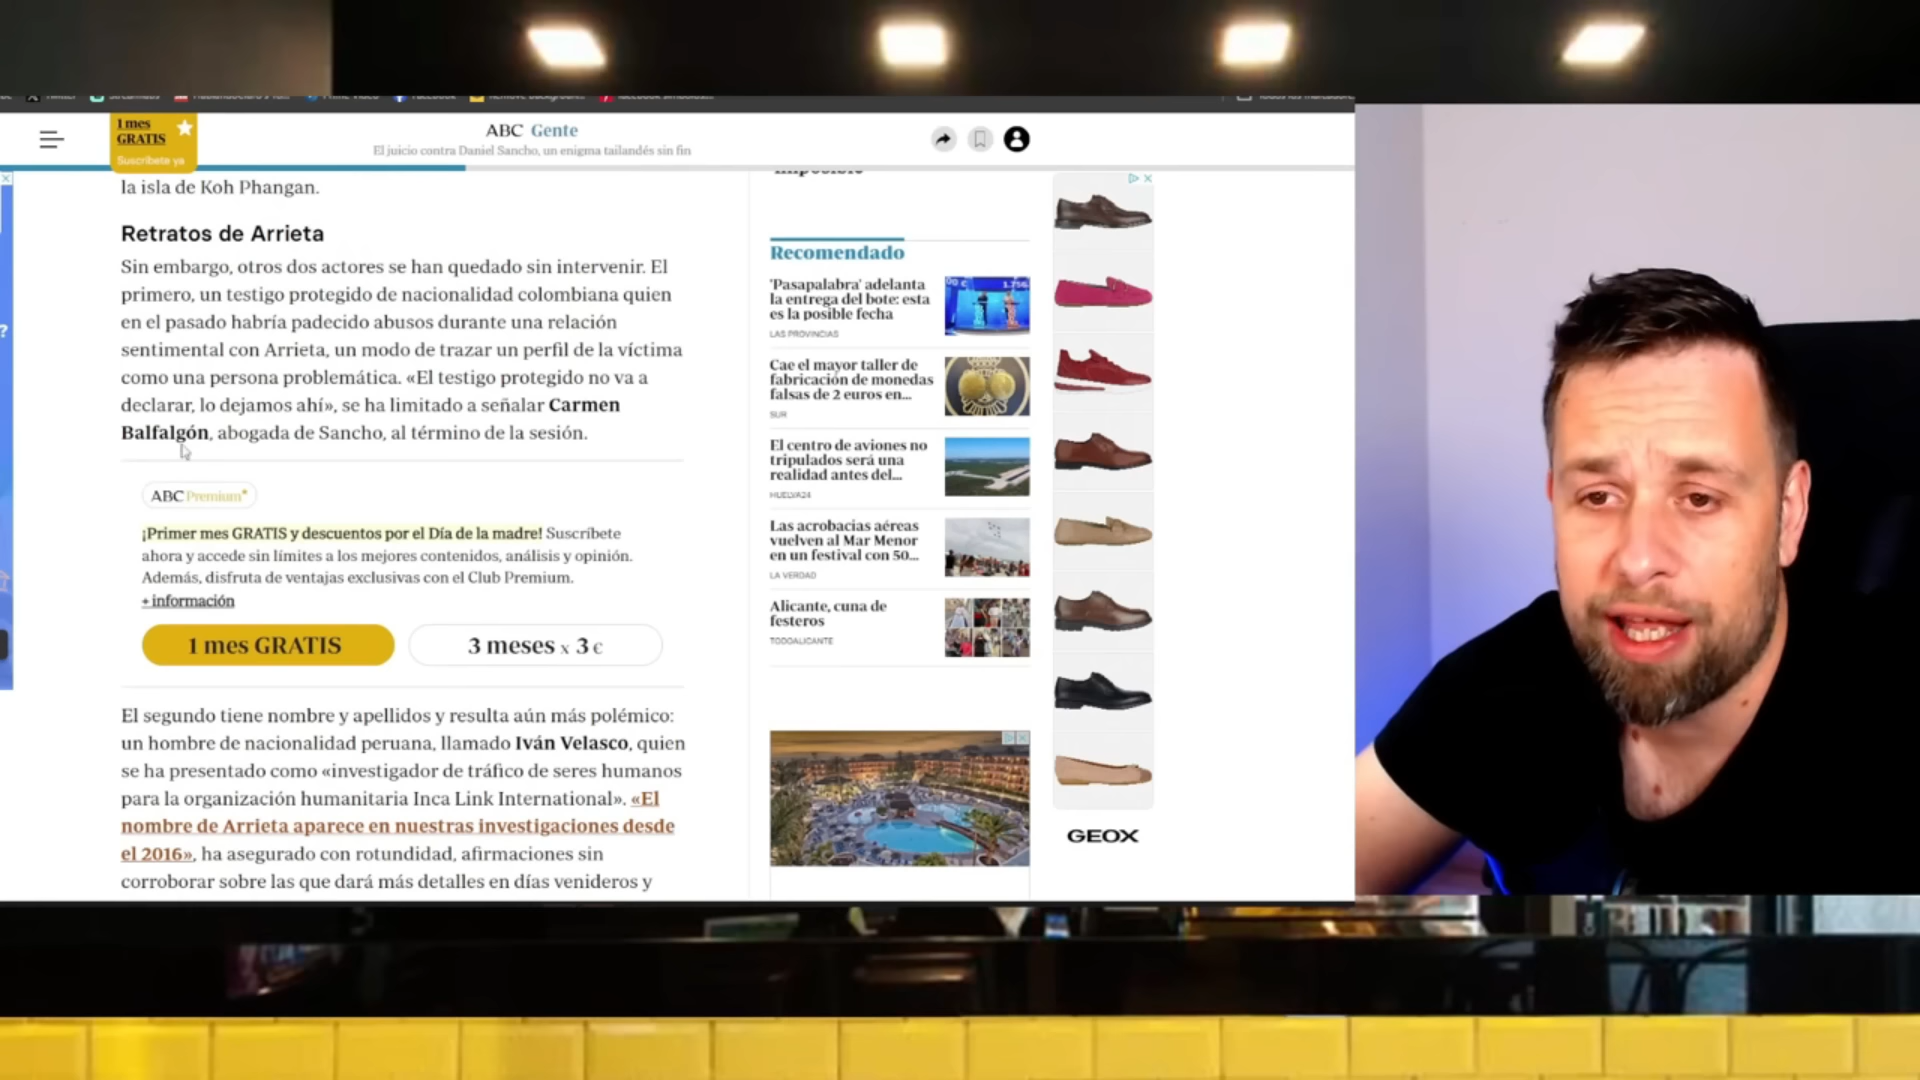 1 mes
GRATIS
Suscríbete ya
ABC Gente
El juicio contra Daniel Sancho, un enigma tailandés sin fin
la isla de Koh Phangan.
Retratos de Arrieta
Sin embargo, otros dos actores se han quedado sin intervenir. El
primero, un testigo protegido de nacionalidad colombiana quien
en el pasado habría padecido abusos durante una relación
sentimental con Arrieta, un modo de trazar un perfil de la víctima
como una persona problemática. «El testigo protegido no va a
declarar, lo dejamos ahí», se ha limitado a señalar Carmen
Balfalgón, abogada de Sancho, al término de la sesión.
ABC Premium*
¡Primer mes GRATIS y descuentos por el Día de la madre! Suscríbete
ahora y accede sin límites a los mejores contenidos, análisis y opinión.
Además, disfruta de ventajas exclusivas con el Club Premium.
+ información
1 mes GRATIS
3 meses x 3 €
El segundo tiene nombre y apellidos y resulta aún más polémico:
un hombre de nacionalidad peruana, llamado Iván Velasco, quien
se ha presentado como «investigador de tráfico de seres humanos
para la organización humanitaria Inca Link International». «El
nombre de Arrieta aparece en nuestras investigaciones desde
el 2016», ha asegurado con rotundidad, afirmaciones sin
corroborar sobre las que dará más detalles en días venideros y
Recomendado
'Pasapalabra' adelanta
la entrega del bote: esta
es la posible fecha
LAS PROVINCIAS
Cae el mayor taller de
fabricación de monedas
falsas de 2 euros en...
SUR
El centro de aviones no
tripulados será una
realidad antes del...
HUELVA24
Las acrobacias aéreas
vuelven al Mar Menor
en un festival con 50...
LA VERDAD
Alicante, cuna de
festeros
TODOALICANTE
GEOX